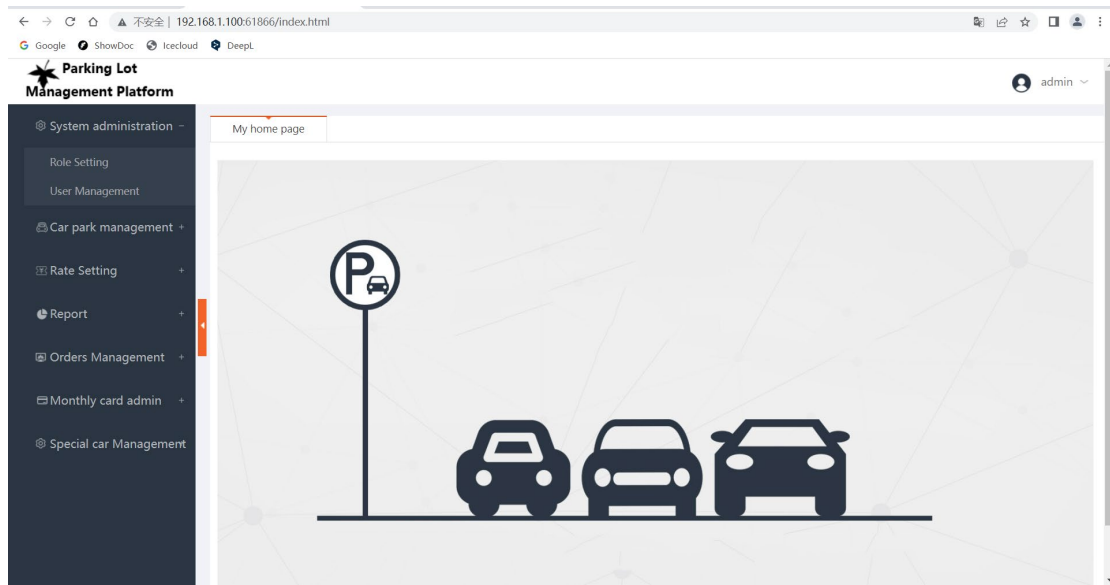 不安全 | 192.168.1.100:61866/index.html
Google ShowDoc Icecloud DeepL
Parking Lot
Management Platform
admin
System administration －
My home page
Role Setting
User Management
Car park management +
Rate Setting +
Report +
Orders Management +
Monthly card admin +
Special car Management
P